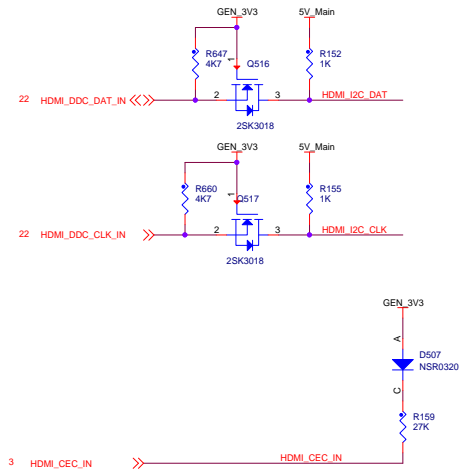 GEN_3V3 5V_Main
R647 4K7
1 Q516
R152 1K
22 HDMI_DDC_DAT_IN 2 3 HDMI_I2C_DAT
2SK3018
GEN_3V3 5V_Main
R660 4K7
1 Q517
R155 1K
22 HDMI_DDC_CLK_IN 2 3 HDMI_I2C_CLK
2SK3018
GEN_3V3
A
D507
NSR0320
C
R159
27K
3 HDMI_CEC_IN HDMI_CEC_IN